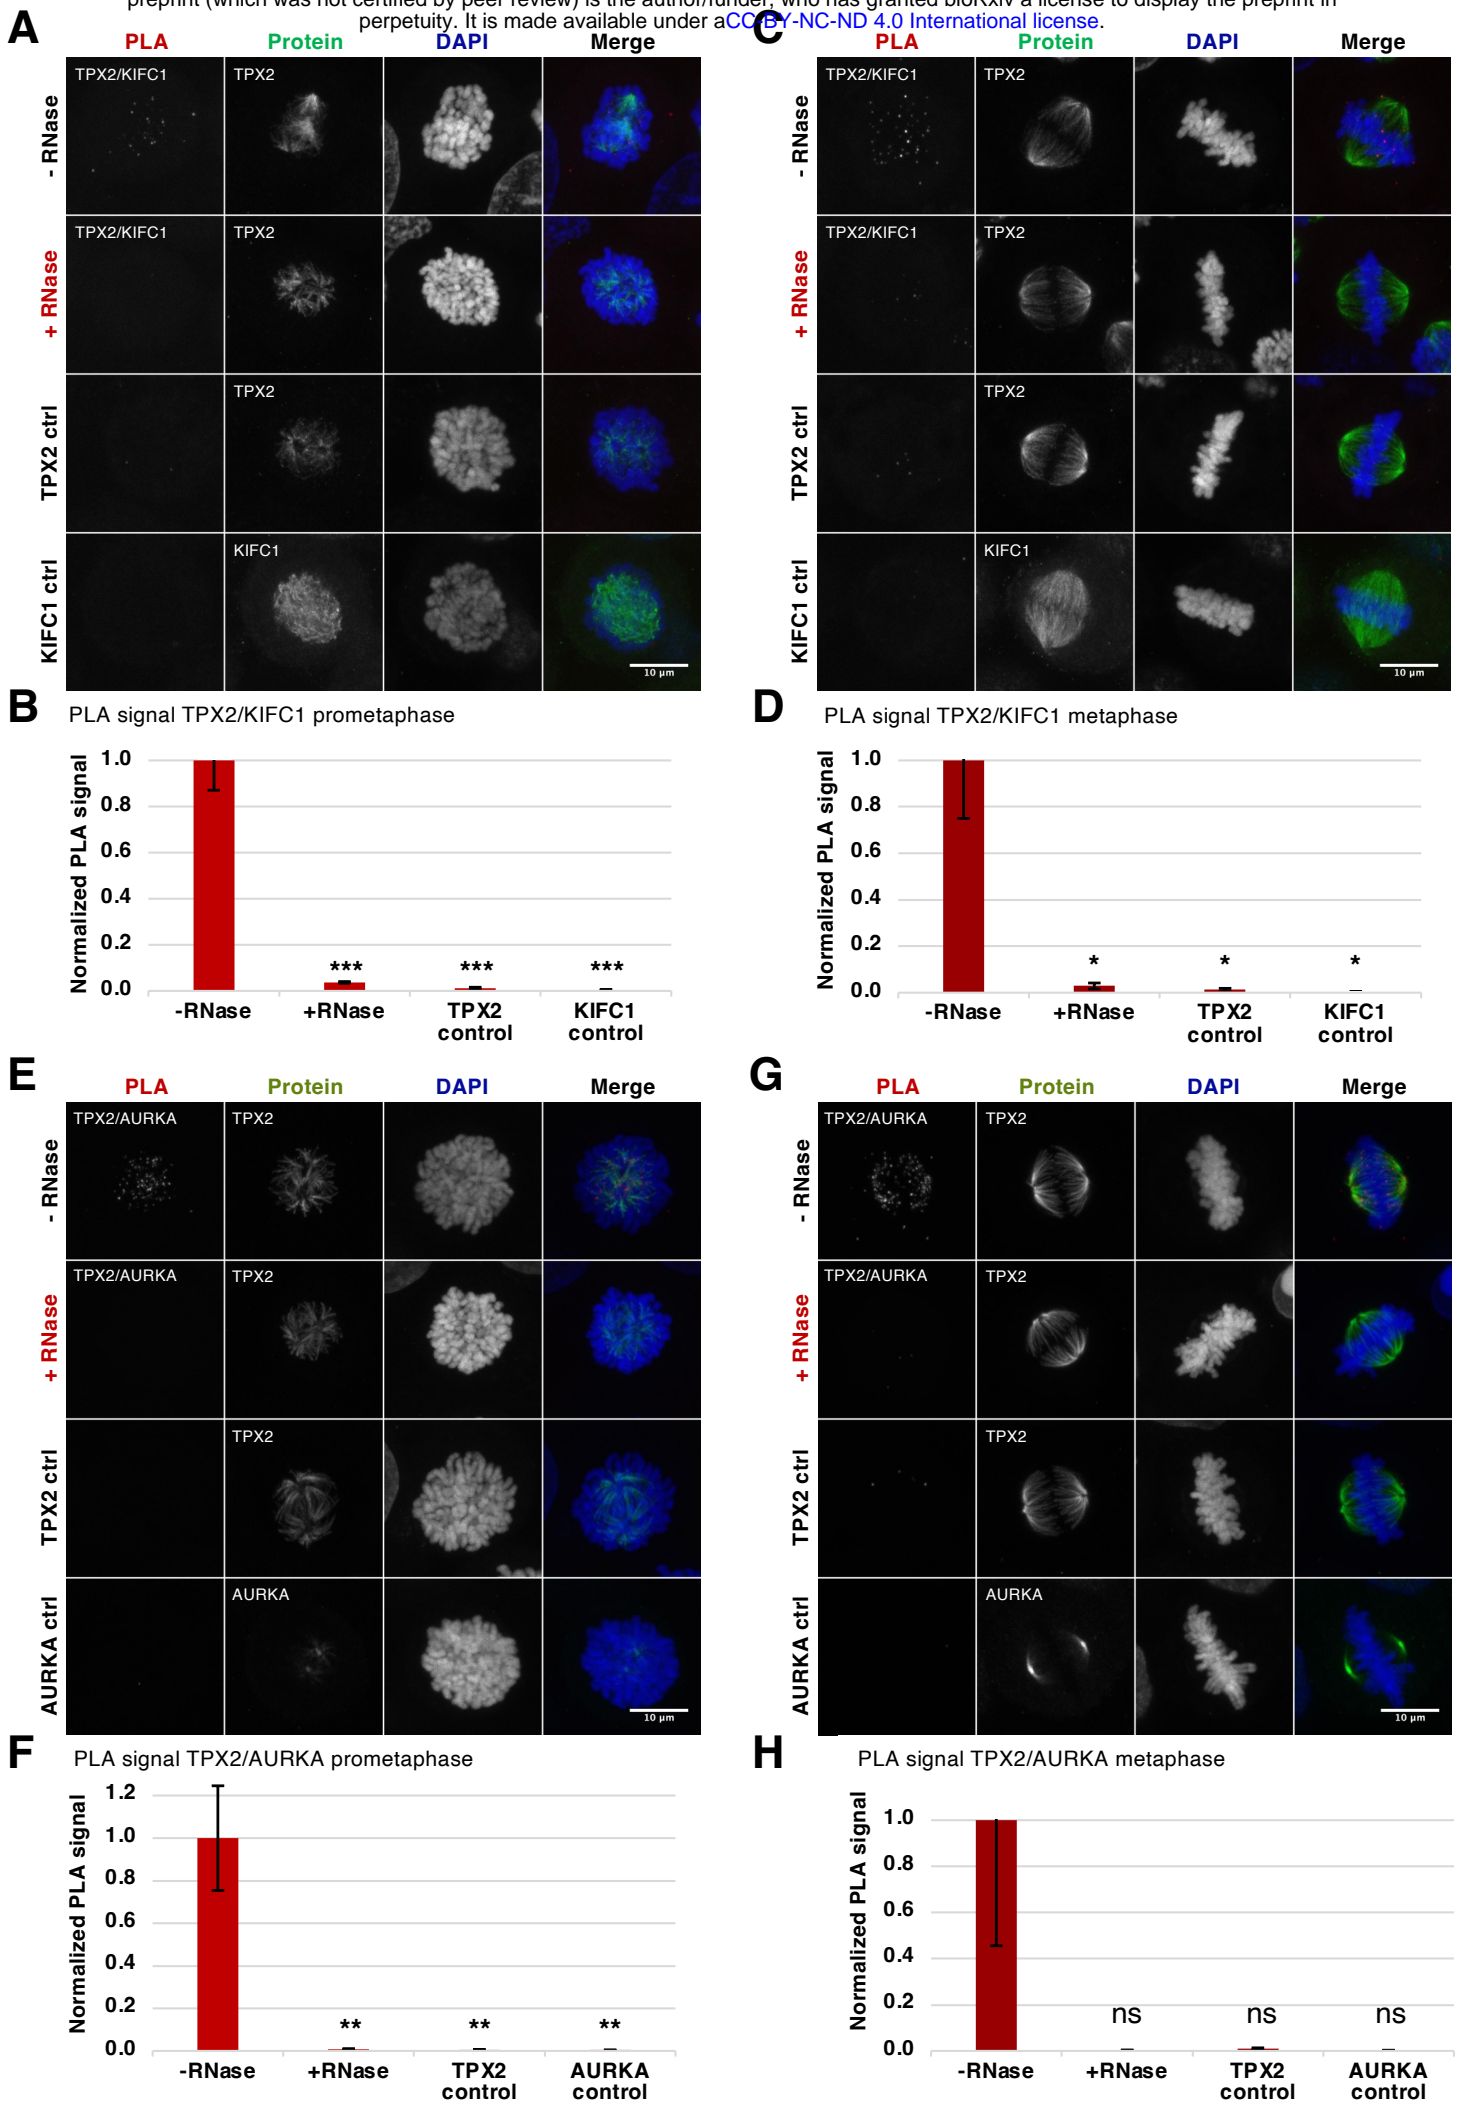 preprint (which was not certified by peer review) is the author/funder, who has granted bioRxiv a license to display the preprint in
perpetuity. It is made available under aCC-BY-NC-ND 4.0 International license.
A
PLA Protein DAPI Merge
- RNase
TPX2/KIFC1 TPX2
+ RNase
TPX2/KIFC1 TPX2
TPX2 ctrl
TPX2
KIFC1 ctrl
KIFC1
10 µm
C
PLA Protein DAPI Merge
- RNase
TPX2/KIFC1 TPX2
+ RNase
TPX2/KIFC1 TPX2
TPX2 ctrl
TPX2
KIFC1 ctrl
KIFC1
10 µm
B
PLA signal TPX2/KIFC1 prometaphase
Normalized PLA signal
1.0
0.8
0.6
0.4
0.2
0.0
*** *** ***
-RNase +RNase TPX2 KIFC1
control control
D
PLA signal TPX2/KIFC1 metaphase
Normalized PLA signal
1.0
0.8
0.6
0.4
0.2
0.0
* * *
-RNase +RNase TPX2 KIFC1
control control
E
PLA Protein DAPI Merge
- RNase
TPX2/AURKA TPX2
+ RNase
TPX2/AURKA TPX2
TPX2 ctrl
TPX2
AURKA ctrl
AURKA
10 µm
G
PLA Protein DAPI Merge
- RNase
TPX2/AURKA TPX2
+ RNase
TPX2/AURKA TPX2
TPX2 ctrl
TPX2
AURKA ctrl
AURKA
10 µm
F
PLA signal TPX2/AURKA prometaphase
Normalized PLA signal
1.2
1.0
0.8
0.6
0.4
0.2
0.0
** ** **
-RNase +RNase TPX2 AURKA
control control
H
PLA signal TPX2/AURKA metaphase
Normalized PLA signal
1.0
0.8
0.6
0.4
0.2
0.0
ns ns ns
-RNase +RNase TPX2 AURKA
control control